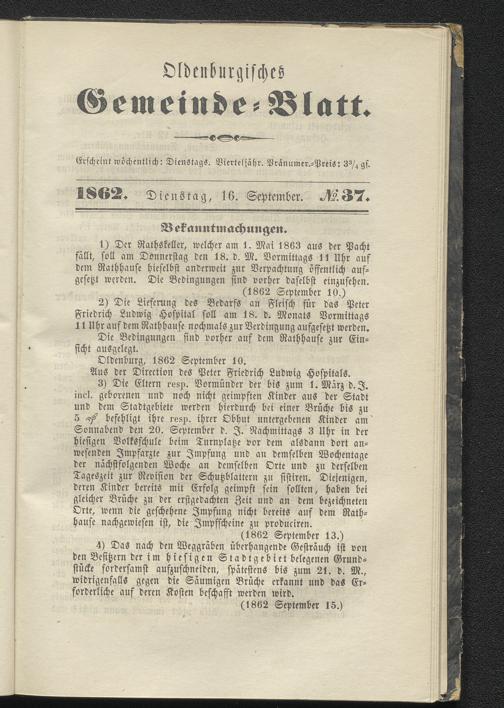 Oldenburgisches
Gemeinde-Blatt.
Erscheint wöchentlich: Dienstags. Vierteljähr. Pränumer.-Preis: 3¾ gs.
1862. Dienstag, 16. September. №. 37.
Bekanntmachungen.
1) Der Rathskeller, welcher am 1. Mai 1863 aus der Pacht
fällt, soll am Donnerstag den 18. d. M. Vormittags 11 Uhr auf
dem Rathhause hieselbst anderweit zur Verpachtung öffentlich auf-
gesetzt werden. Die Bedingungen sind vorher daselbst einzusehen.
(1862 September 10.)
2) Die Lieferung des Bedarfs an Fleisch für das Peter
Friedrich Ludwig Hospital soll am 18. d. Monats Vormittags
11 Uhr auf dem Rathhause nochmals zur Verdingung aufgesetzt werden.
Die Bedingungen sind vorher auf dem Rathhause zur Ein-
sicht ausgelegt.
Oldenburg, 1862 September 10.
Aus der Direction des Peter Friedrich Ludwig Hospitals.
3) Die Eltern resp. Vormünder der bis zum 1. März d. J.
incl. geborenen und noch nicht geimpften Kinder aus der Stadt
und dem Stadtgebiete werden hierdurch bei einer Brüche bis zu
5 ₰ befehligt ihre resp. ihrer Obhut untergebenen Kinder am
Sonnabend den 20. September d. J. Nachmittags 3 Uhr in der
hiesigen Volksschule beim Turnplatze vor dem alsdann dort an-
wesenden Impfarzte zur Impfung und an demselben Wochentage
der nächstfolgenden Woche an demselben Orte und zu derselben
Tageszeit zur Revision der Schutzblattern zu sistiren. Diejenigen,
deren Kinder bereits mit Erfolg geimpft sein sollten, haben bei
gleicher Brüche zu der erstgedachten Zeit und an dem bezeichneten
Orte, wenn die geschehene Impfung nicht bereits auf dem Rath-
hause nachgewiesen ist, die Impfscheine zu produciren.
(1862 September 13.)
4) Das nach den Weggräben überhangende Gesträuch ist von
den Besitzern der im hiesigen Stadtgebiet belegenen Grund-
stücke fordersamst aufzuschneiden, spätestens bis zum 21. d. M.,
widrigenfalls gegen die Säumigen Brüche erkannt und das Er-
forderliche auf deren Kosten beschafft werden wird.
(1862 September 15.)